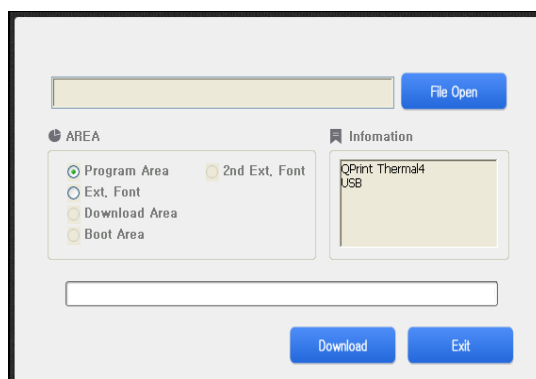 File Open
AREA
Infomation
Program Area
2nd Ext, Font
Ext, Font
Download Area
Boot Area
QPrint Thermal4
USB
Download
Exit